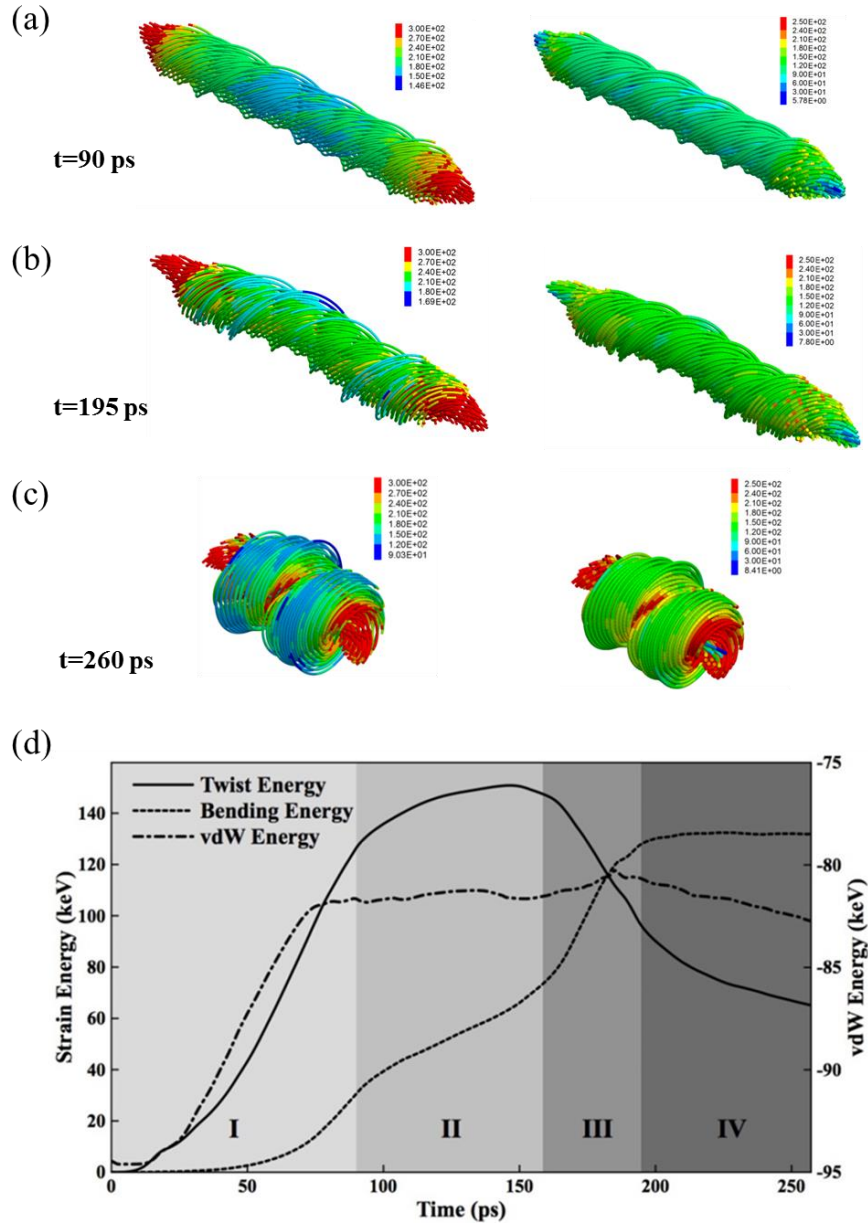 (a)
3.00E+02
2.70E+02
2.40E+02
2.10E+02
1.80E+02
1.50E+02
1.46E+02
2.50E+02
2.40E+02
2.10E+02
1.80E+02
1.50E+02
1.20E+02
9.00E+01
6.00E+01
3.00E+01
5.78E+00
t=90 ps
(b)
3.00E+02
2.70E+02
2.40E+02
2.10E+02
1.80E+02
1.69E+02
2.50E+02
2.40E+02
2.10E+02
1.80E+02
1.50E+02
1.20E+02
9.00E+01
6.00E+01
3.00E+01
7.80E+00
t=195 ps
(c)
3.00E+02
2.70E+02
2.40E+02
2.10E+02
1.80E+02
1.50E+02
1.20E+02
9.03E+01
2.50E+02
2.40E+02
2.10E+02
1.80E+02
1.50E+02
1.20E+02
9.00E+01
6.00E+01
3.00E+01
8.41E+00
t=260 ps
(d)
Twist Energy
Bending Energy
vdW Energy
Strain Energy (keV)
140
120
100
80
60
40
20
0
-75
-80
-85
-90
-95
vdW Energy (keV)
I II III IV
0 50 100 150 200 250
Time (ps)